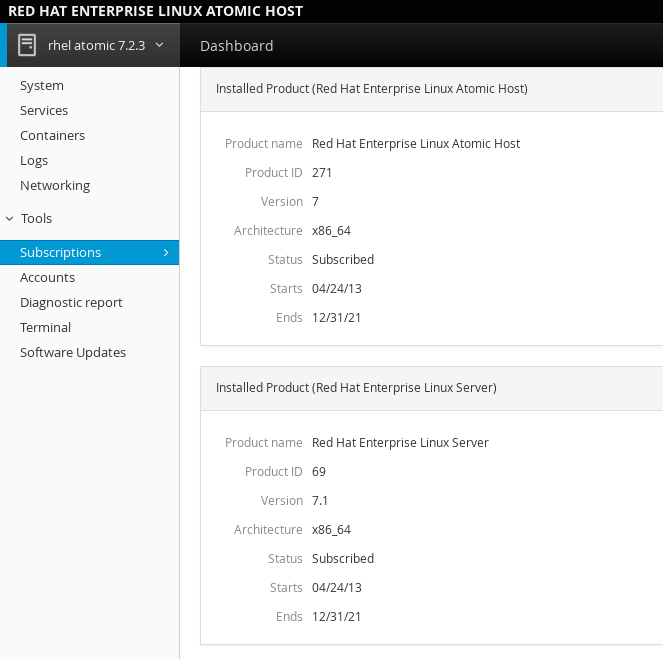 RED HAT ENTERPRISE LINUX ATOMIC HOST
rhel atomic 7.2.3
Dashboard
System
Services
Containers
Logs
Networking
Tools
Subscriptions
Accounts
Diagnostic report
Terminal
Software Updates
Installed Product (Red Hat Enterprise Linux Atomic Host)
Product name Red Hat Enterprise Linux Atomic Host
Product ID 271
Version 7
Architecture x86_64
Status Subscribed
Starts 04/24/13
Ends 12/31/21
Installed Product (Red Hat Enterprise Linux Server)
Product name Red Hat Enterprise Linux Server
Product ID 69
Version 7.1
Architecture x86_64
Status Subscribed
Starts 04/24/13
Ends 12/31/21